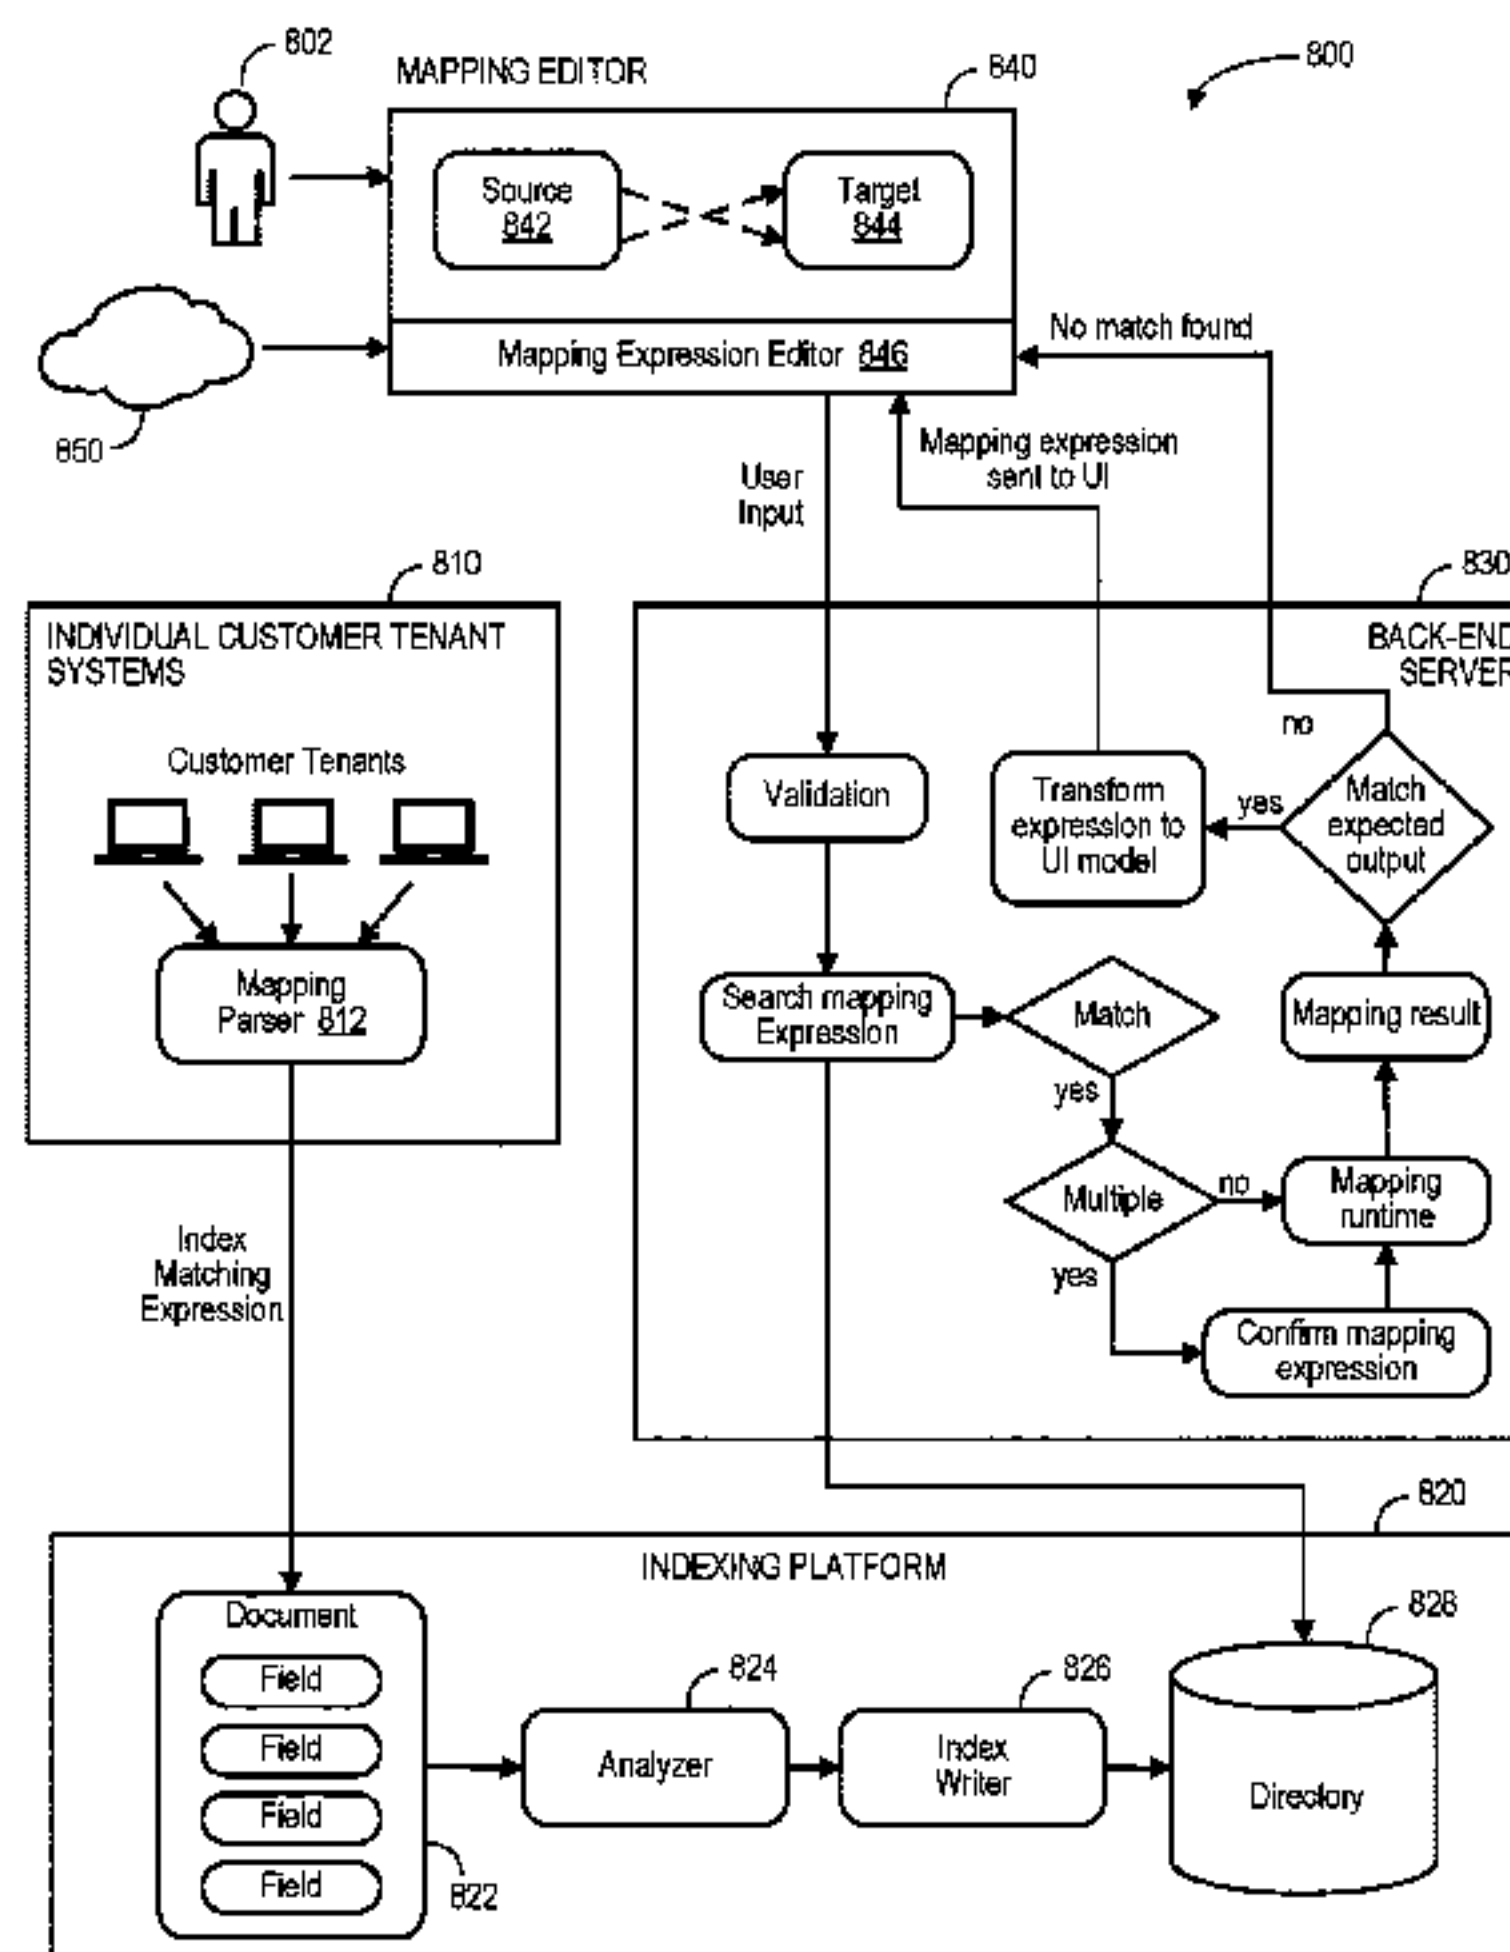 802
MAPPING EDITOR
840
800
Source
842
Target
844
Mapping Expression Editor 846
No match found
850
User
Input
Mapping expression
sent to UI
810
830
INDIVIDUAL CUSTOMER TENANT
SYSTEMS
BACK-END
SERVER
Customer Tenants
no
Validation
Transform
expression to
UI model
yes
Match
expected
output
Mapping
Parser 812
Search mapping
Expression
Match
Mapping result
yes
Multiple
no
Mapping
runtime
Index
Matching
Expression
yes
Confirm mapping
expression
820
INDEXING PLATFORM
Document
828
Field
824
826
Field
Analyzer
Index
Writer
Directory
Field
Field
822